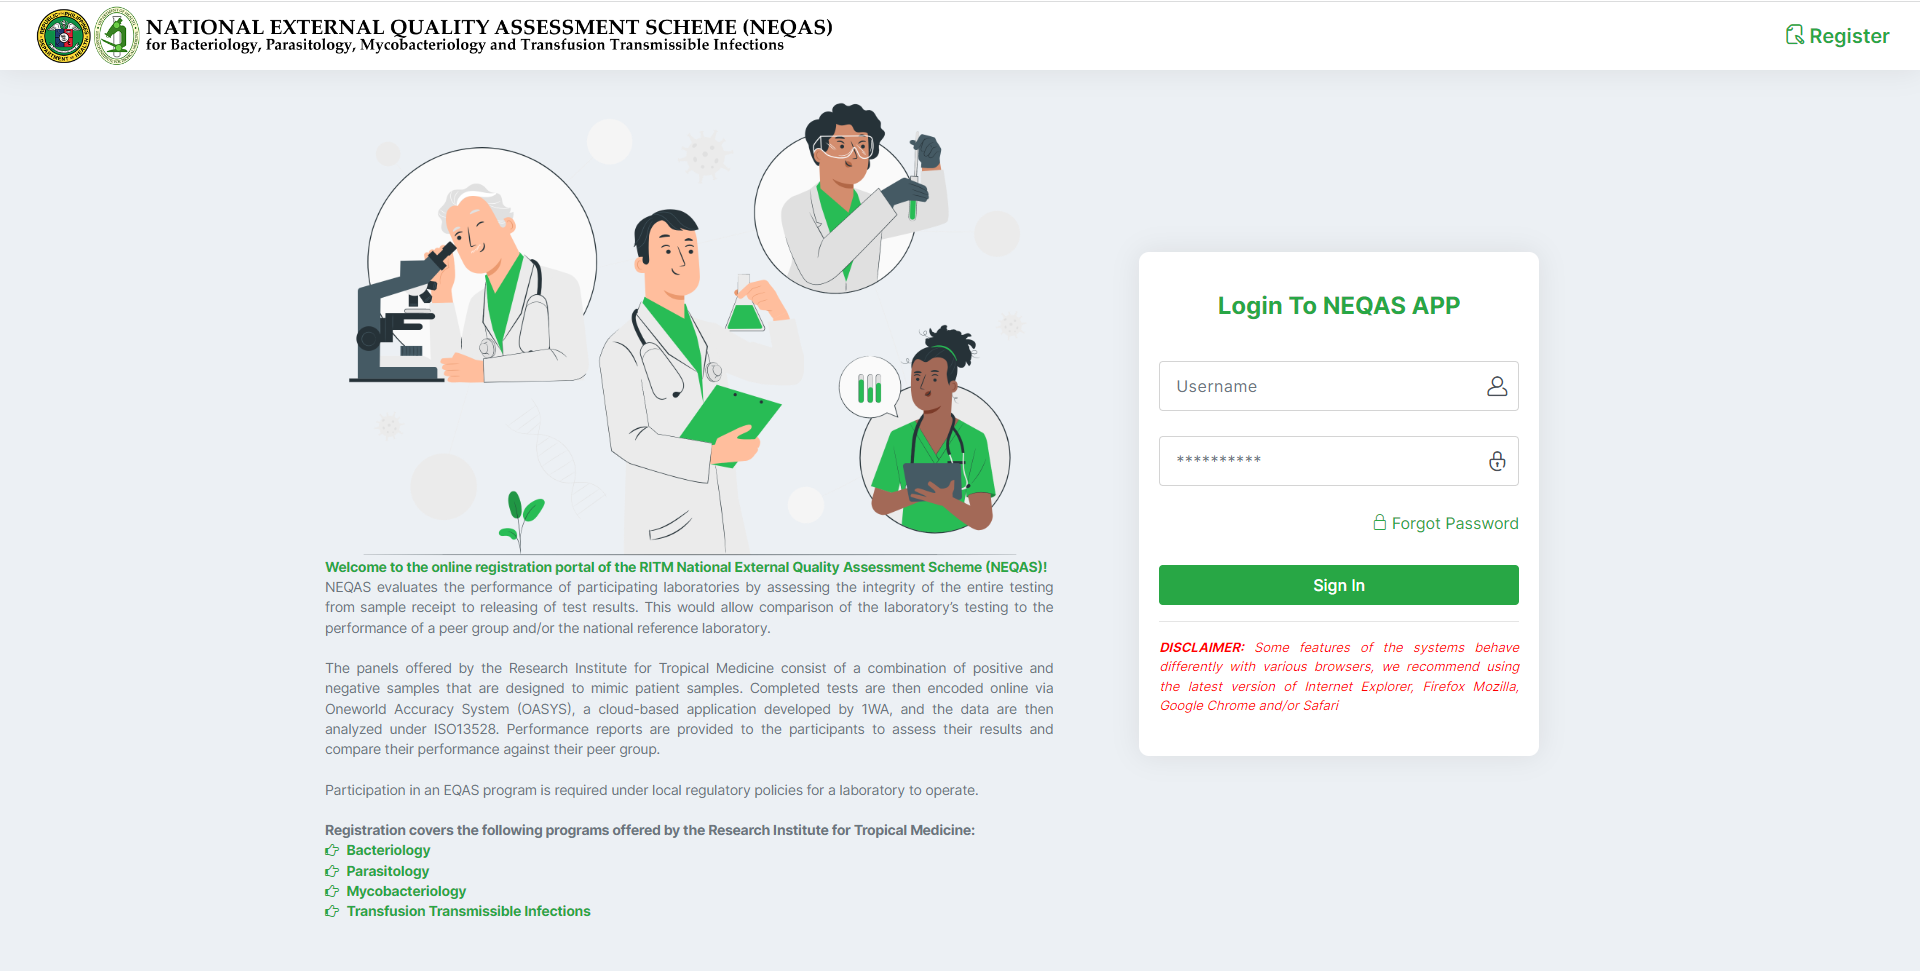 NATIONAL EXTERNAL QUALITY ASSESSMENT SCHEME (NEQAS)
for Bacteriology, Parasitology, Mycobacteriology and Transfusion Transmissible Infections
Register
Welcome to the online registration portal of the RITM National External Quality Assessment Scheme (NEQAS)!
NEQAS evaluates the performance of participating laboratories by assessing the integrity of the entire testing
from sample receipt to releasing of test results. This would allow comparison of the laboratory's testing to the
performance of a peer group and/or the national reference laboratory.
The panels offered by the Research Institute for Tropical Medicine consist of a combination of positive and
negative samples that are designed to mimic patient samples. Completed tests are then encoded online via
Oneworld Accuracy System (OASYS), a cloud-based application developed by 1WA, and the data are then
analyzed under ISO13528. Performance reports are provided to the participants to assess their results and
compare their performance against their peer group.
Participation in an EQAS program is required under local regulatory policies for a laboratory to operate.
Registration covers the following programs offered by the Research Institute for Tropical Medicine:
Bacteriology
Parasitology
Mycobacteriology
Transfusion Transmissible Infections
Login To NEQAS APP
Username
**********
Forgot Password
Sign In
DISCLAIMER: Some features of the systems behave
differently with various browsers, we recommend using
the latest version of Internet Explorer, Firefox Mozilla,
Google Chrome and/or Safari